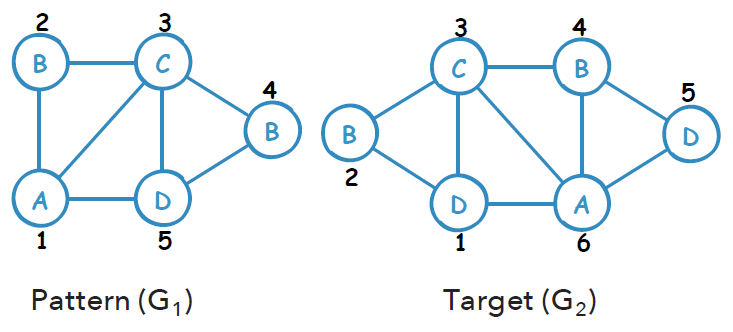 2 3
B C
4
B
A D
1 5
Pattern (G₁)
3 4
C B
5
B D
2
D A
1 6
Target (G₂)